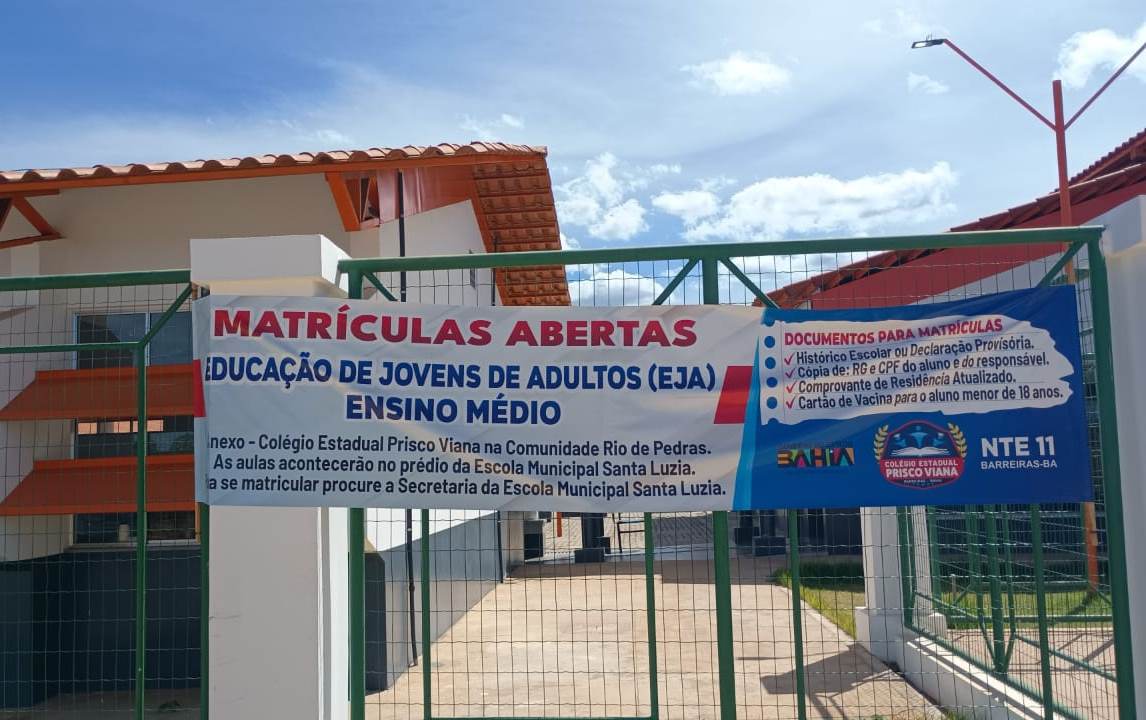 MATRÍCULAS ABERTAS
EDUCAÇÃO DE JOVENS DE ADULTOS (EJA)
ENSINO MÉDIO
nexo - Colégio Estadual Prisco Viana na Comunidade Rio de Pedras.
As aulas acontecerão no prédio da Escola Municipal Santa Luzia.
a se matricular procure a Secretaria da Escola Municipal Santa Luzia.
DOCUMENTOS PARA MATRÍCULAS
✓ Histórico Escolar ou Declaração Provisória.
✓ Cópia de: RG e CPF do aluno e do responsável.
✓ Comprovante de Residência Atualizado.
✓ Cartão de Vacina para o aluno menor de 18 anos.
BAHIA
COLÉGIO ESTADUAL
PRISCO VIANA
NTE 11
BARREIRAS-BA